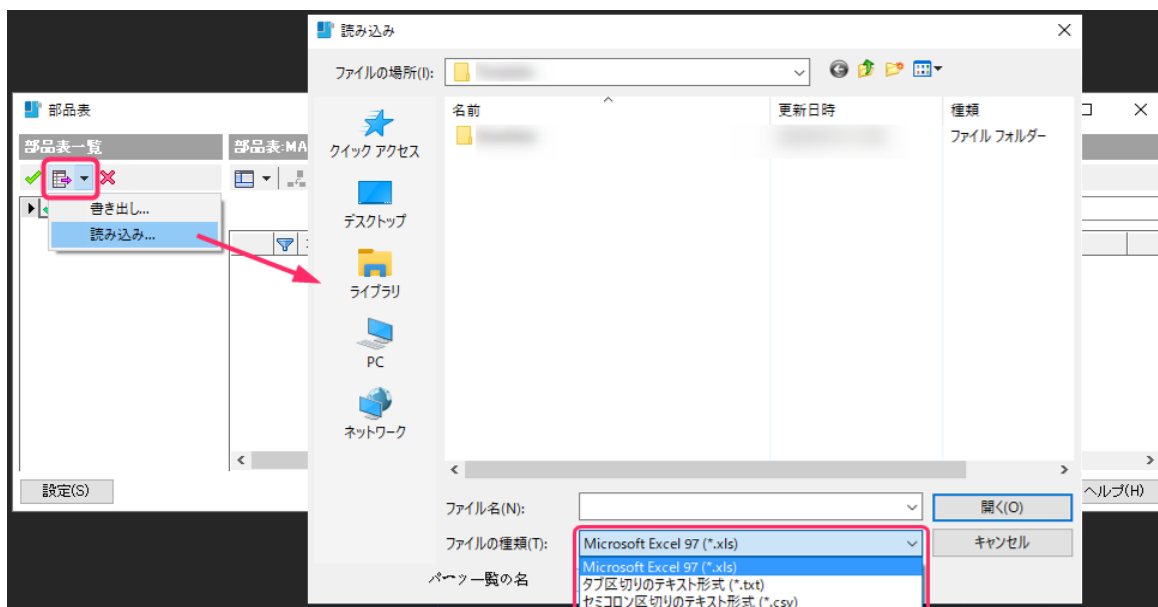 読み込み
ファイルの場所(I):
部品表
部品表一覧
部品表:MA
書き出し...
読み込み...
クイック アクセス
デスクトップ
ライブラリ
PC
ネットワーク
名前
更新日時
種類
ファイル フォルダー
設定(S)
ヘルプ(H)
ファイル名(N):
開く(O)
ファイルの種類(T):
Microsoft Excel 97 (*.xls)
キャンセル
Microsoft Excel 97 (*.xls)
タブ区切りのテキスト形式 (*.txt)
セミコロン区切りのテキスト形式 (*.csv)
パーツ一覧の名